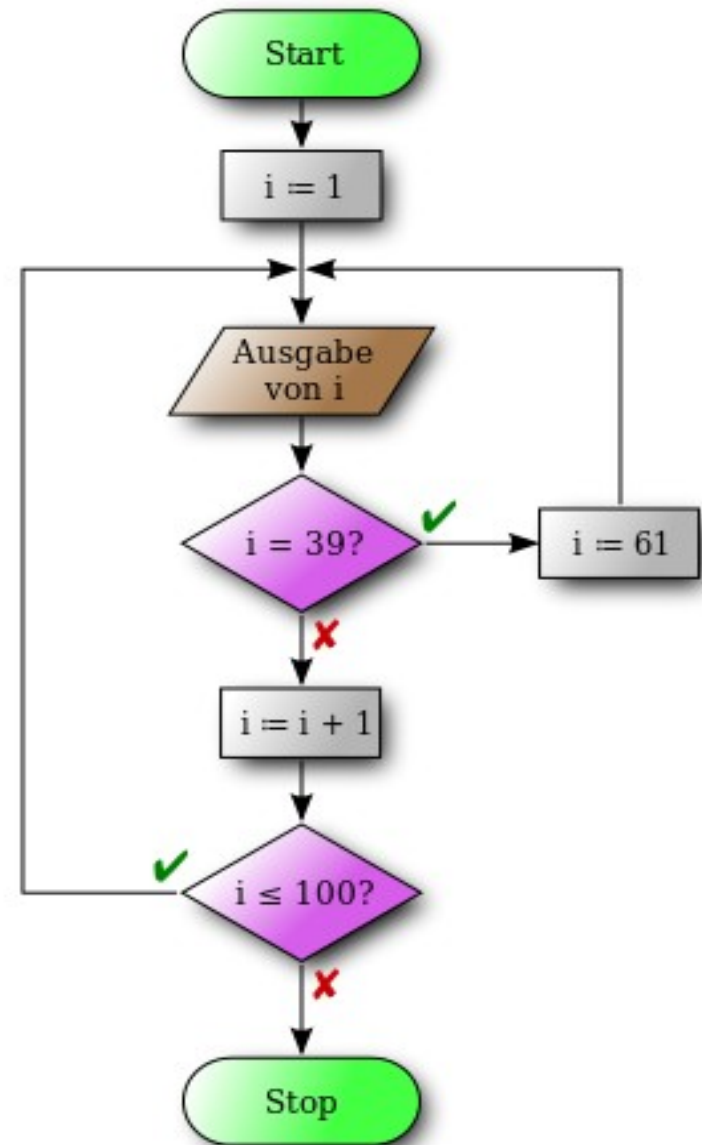 Start
i ≔ 1
Ausgabe
von i
i = 39?
i ≔ 61
i ≔ i + 1
i ≤ 100?
Stop